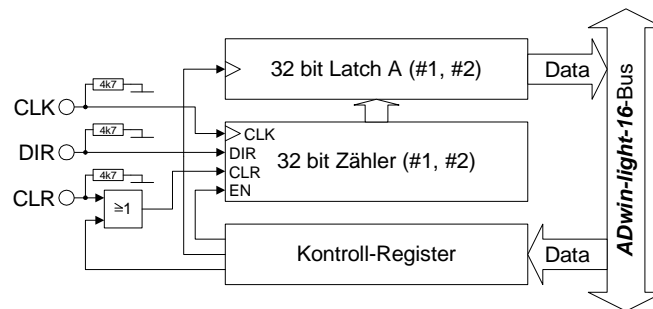 32 bit Latch A (#1, #2)
Data
4k7
CLK
4k7
DIR
4k7
CLR
≥1
CLK
DIR
CLR
EN
32 bit Zähler (#1, #2)
Kontroll-Register
Data
ADwin-light-16-Bus